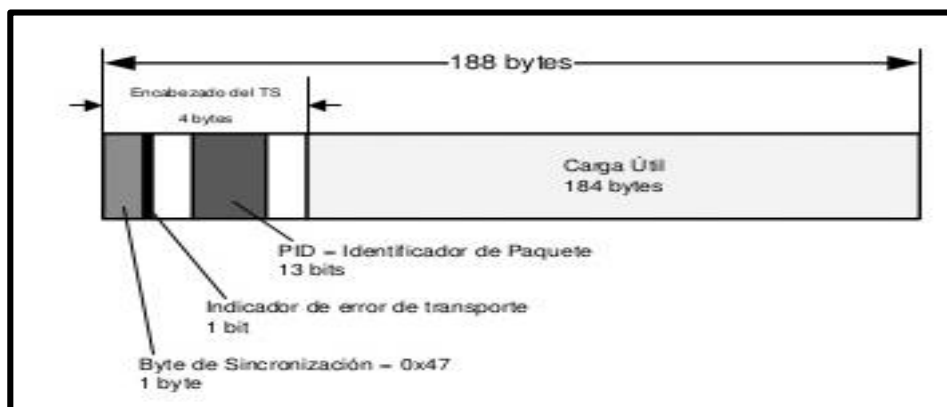 188 bytes
Encabezado del TS
4 bytes
Carga Útil
184 bytes
PID – Identificador de Paquete
13 bits
Indicador de error de transporte
1 bit
Byte de Sincronización – 0x47
1 byte